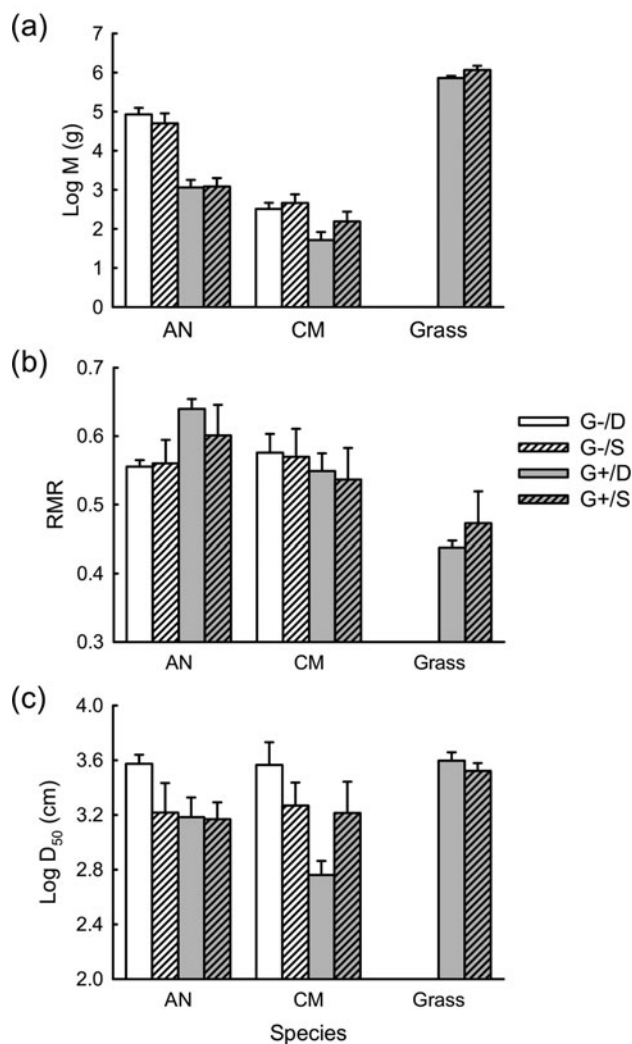 (a)
Log M (g)
7
6
5
4
3
2
1
0
AN CM Grass
(b)
RMR
0.7
0.6
0.5
0.4
0.3
AN CM Grass
G-/D
G-/S
G+/D
G+/S
(c)
Log D50 (cm)
4.0
3.6
3.2
2.8
2.4
2.0
AN CM Grass
Species